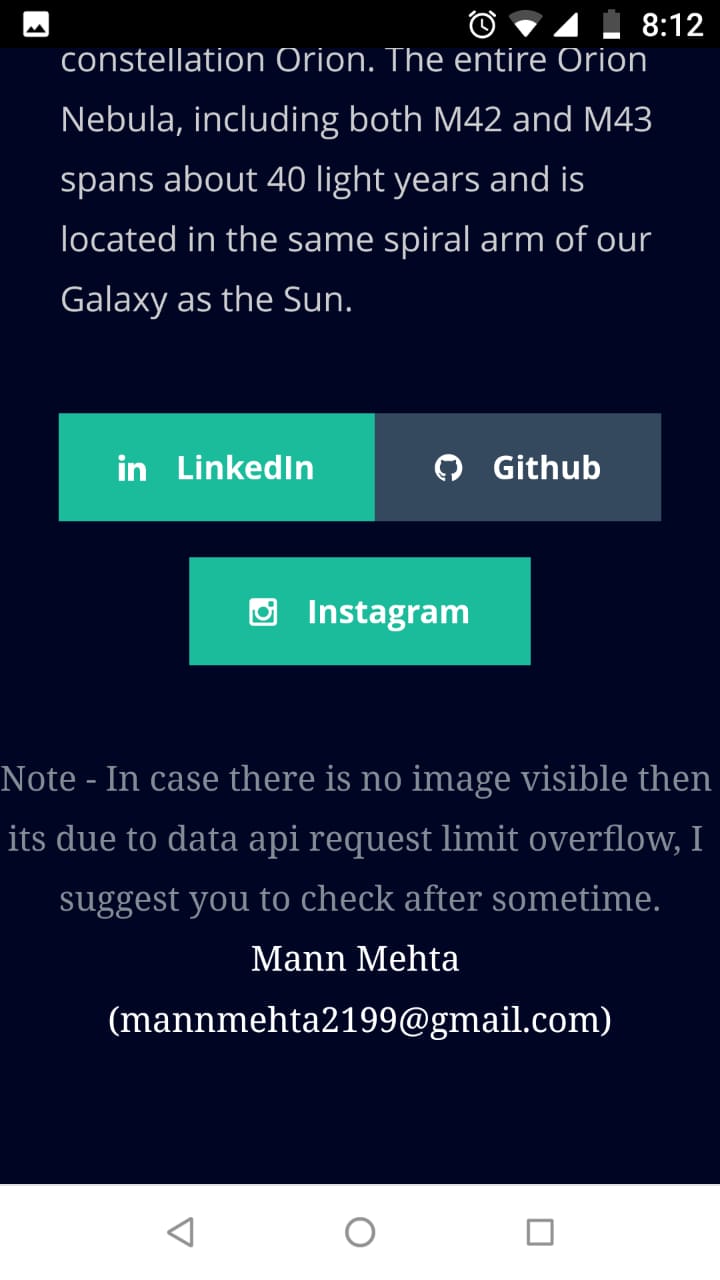 8:12
constellation Orion. The entire Orion
Nebula, including both M42 and M43
spans about 40 light years and is
located in the same spiral arm of our
Galaxy as the Sun.
in LinkedIn
Github
Instagram
Note - In case there is no image visible then
its due to data api request limit overflow, I
suggest you to check after sometime.
Mann Mehta
(mannmehta2199@gmail.com)